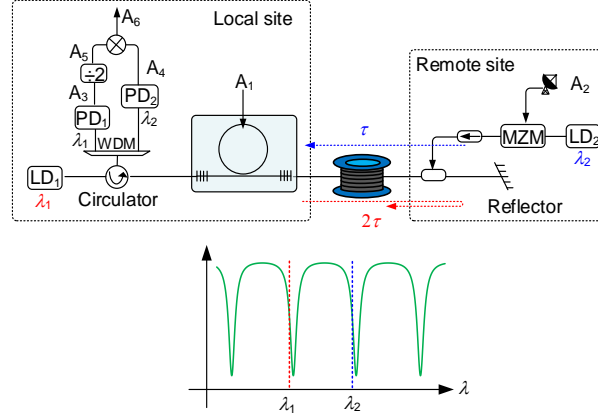 A6
Local site
A5
÷2
A4
A3
PD1
PD2
λ1
λ2
WDM
A1
LD1
λ1
Circulator
τ
2τ
Remote site
A2
MZM
LD2
λ2
Reflector
λ1
λ2
λ